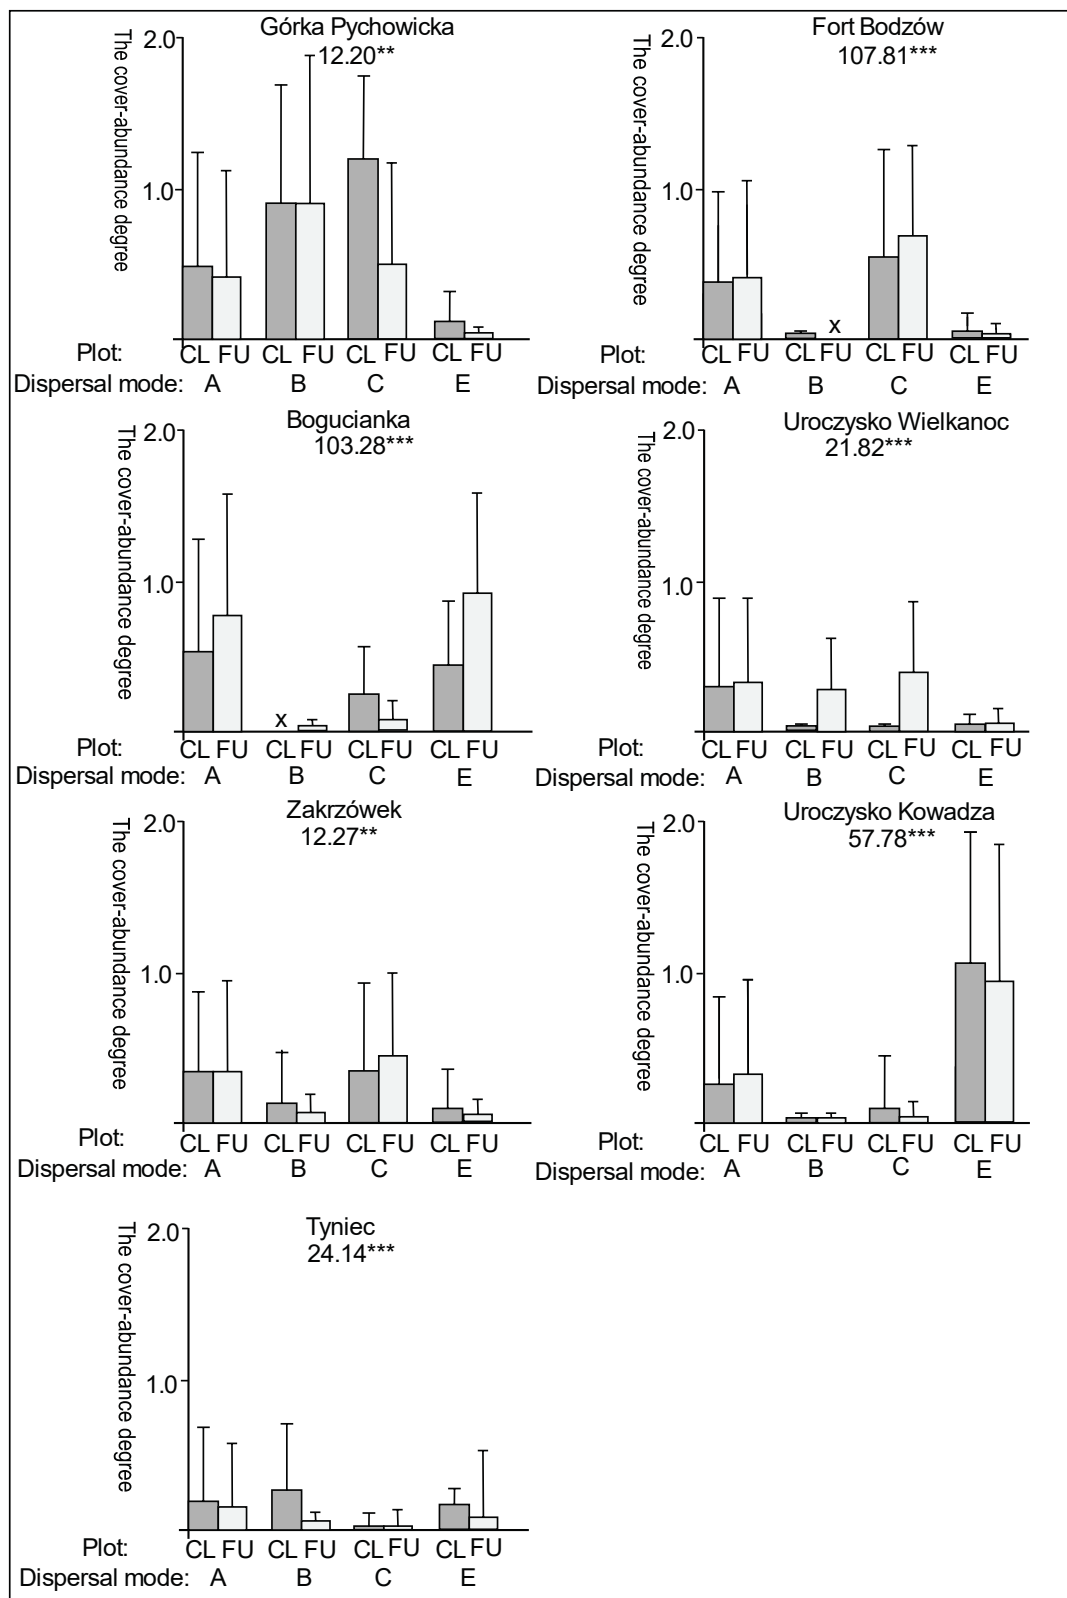 Górka Pychowicka
12.20**
The cover-abundance degree
2.0
1.0
Plot: CL FU CL FU CL FU CL FU
Dispersal mode: A B C E
Fort Bodzów
107.81***
The cover-abundance degree
2.0
1.0
x
Plot: CL FU CL FU CL FU CL FU
Dispersal mode: A B C E
Bogucianka
103.28***
The cover-abundance degree
2.0
1.0
x
Plot: CL FU CL FU CL FU CL FU
Dispersal mode: A B C E
Uroczysko Wielkanoc
21.82***
The cover-abundance degree
2.0
1.0
Plot: CL FU CL FU CL FU CL FU
Dispersal mode: A B C E
Zakrzówek
12.27**
The cover-abundance degree
2.0
1.0
Plot: CL FU CL FU CL FU CL FU
Dispersal mode: A B C E
Uroczysko Kowadza
57.78***
The cover-abundance degree
2.0
1.0
Plot: CL FU CL FU CL FU CL FU
Dispersal mode: A B C E
Tyniec
24.14***
The cover-abundance degree
2.0
1.0
Plot: CL FU CL FU CL FU CL FU
Dispersal mode: A B C E